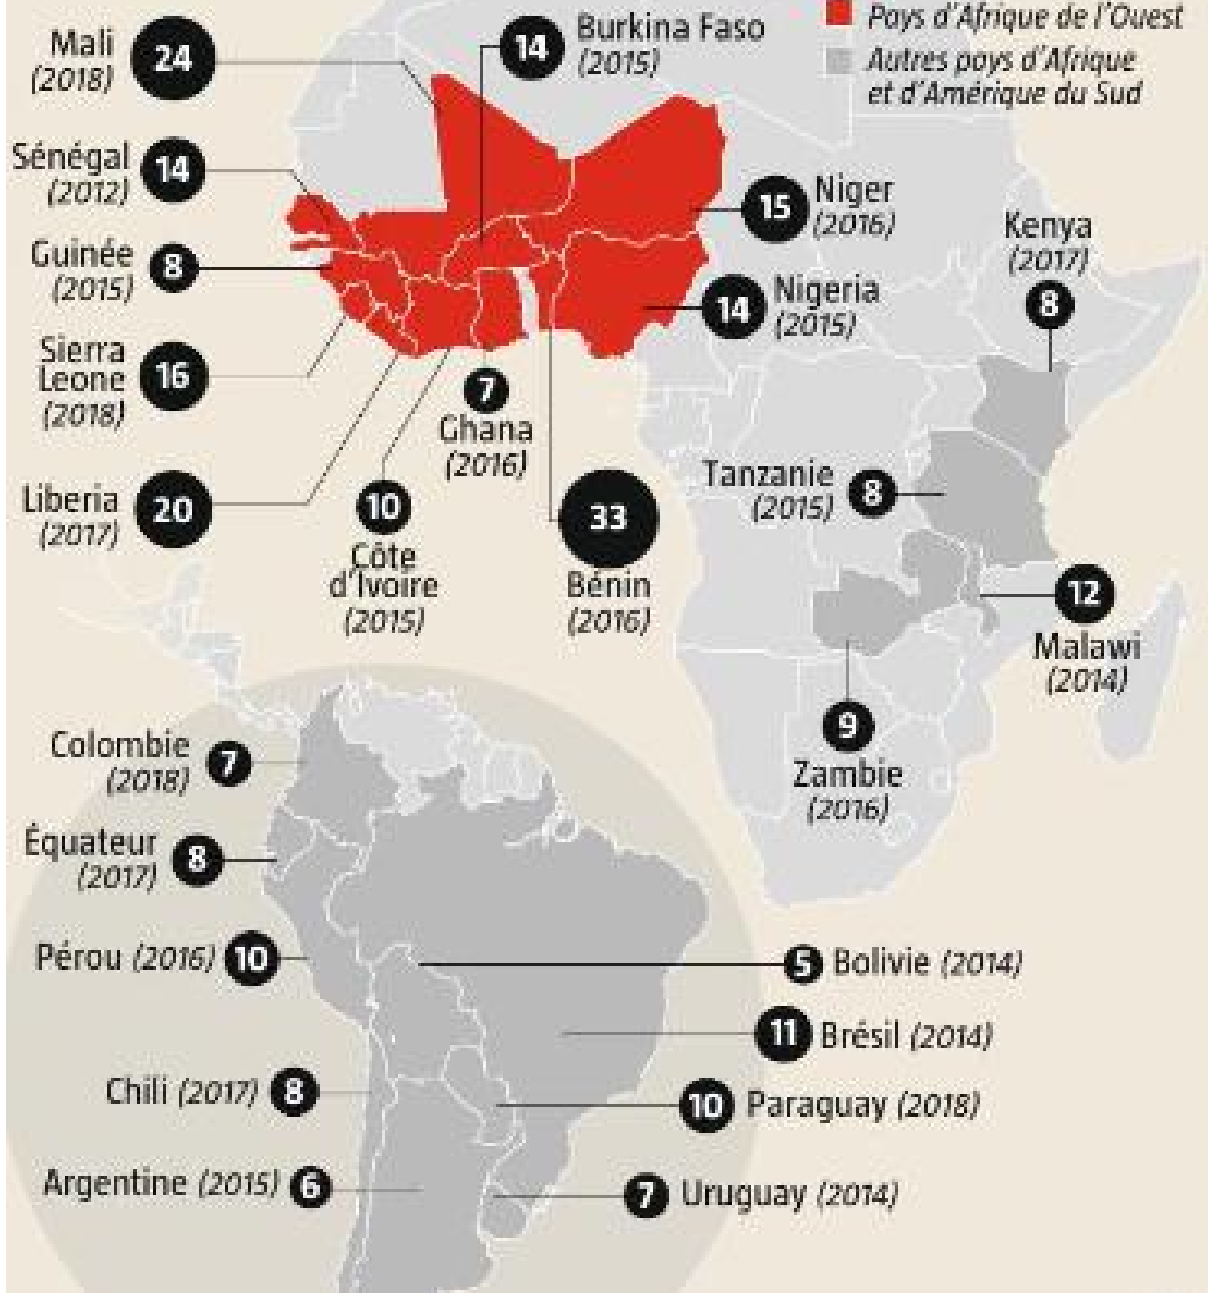 Pays d'Afrique de l'Ouest
Autres pays d'Afrique
et d'Amérique du Sud
Mali
(2018)
24
14
Burkina Faso
(2015)
Sénégal
(2012)
14
Guinée
(2015)
8
Sierra
Leone
(2018)
16
Liberia
(2017)
20
15
Niger
(2016)
14
Nigeria
(2015)
Kenya
(2017)
8
7
Ghana
(2016)
10
Côte
d'Ivoire
(2015)
33
Bénin
(2016)
Tanzanie
(2015)
8
12
Malawi
(2014)
9
Zambie
(2016)
Colombie
(2018)
7
Équateur
(2017)
8
Pérou (2016) 10
5 Bolivie (2014)
11 Brésil (2014)
Chili (2017) 8
10 Paraguay (2018)
Argentine (2015) 6
7 Uruguay (2014)